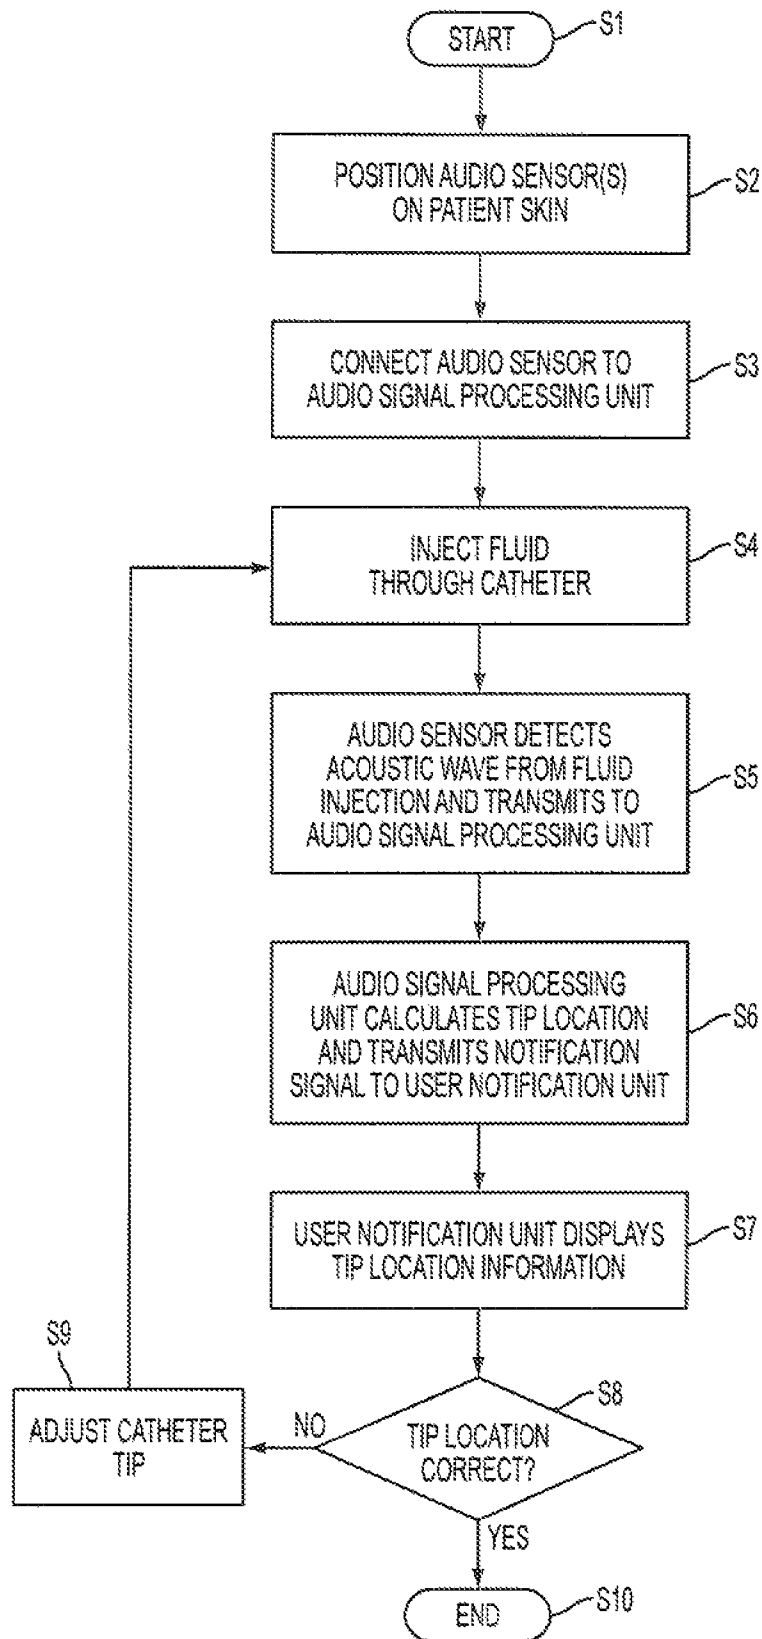 START
S1
POSITION AUDIO SENSOR(S)
ON PATIENT SKIN
S2
CONNECT AUDIO SENSOR TO
AUDIO SIGNAL PROCESSING UNIT
S3
INJECT FLUID
THROUGH CATHETER
S4
AUDIO SENSOR DETECTS
ACOUSTIC WAVE FROM FLUID
INJECTION AND TRANSMITS TO
AUDIO SIGNAL PROCESSING UNIT
S5
AUDIO SIGNAL PROCESSING
UNIT CALCULATES TIP LOCATION
AND TRANSMITS NOTIFICATION
SIGNAL TO USER NOTIFICATION UNIT
S6
USER NOTIFICATION UNIT DISPLAYS
TIP LOCATION INFORMATION
S7
TIP LOCATION
CORRECT?
S8
NO
S9
ADJUST CATHETER
TIP
YES
END
S10